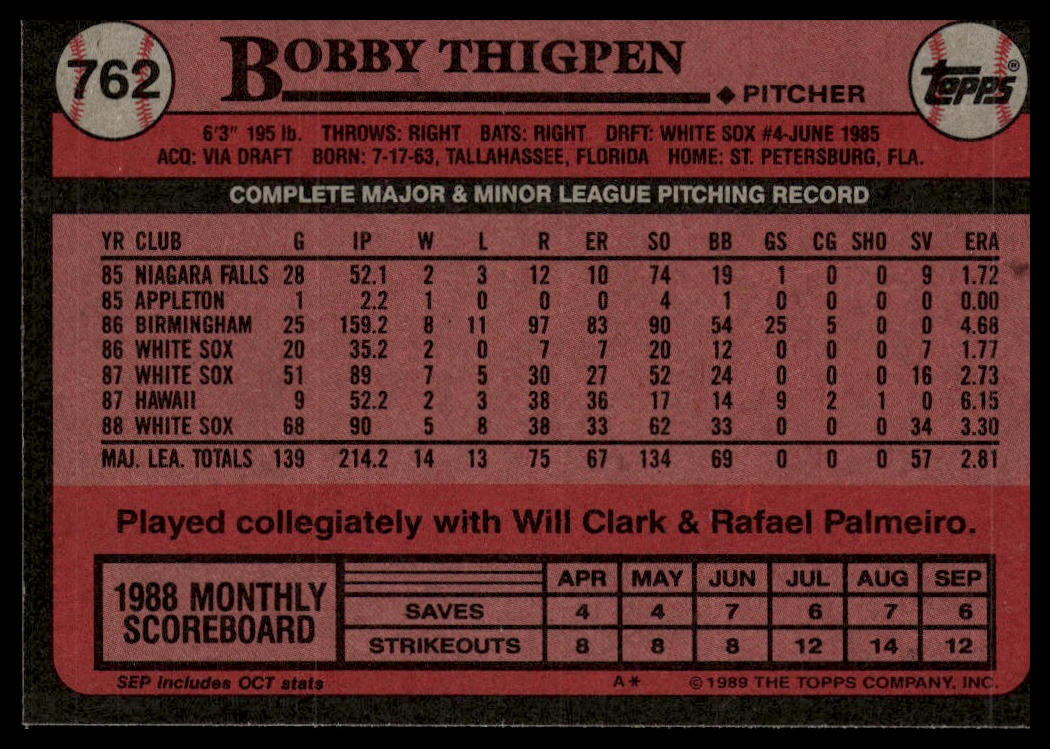 762 BOBBY THIGPEN topps®
◆ PITCHER
6'3" 195 lb. THROWS: RIGHT BATS: RIGHT DRFT: WHITE SOX #4-JUNE 1985
ACQ: VIA DRAFT BORN: 7-17-63, TALLAHASSEE, FLORIDA HOME: ST. PETERSBURG, FLA.
COMPLETE MAJOR & MINOR LEAGUE PITCHING RECORD
YR CLUB G IP W L R ER SO BB GS CG SHO SV ERA
85 NIAGARA FALLS 28 52.1 2 3 12 10 74 19 1 0 0 9 1.72
85 APPLETON 1 2.2 1 0 0 0 4 1 0 0 0 0 0.00
86 BIRMINGHAM 25 159.2 8 11 97 83 90 54 25 5 0 0 4.68
86 WHITE SOX 20 35.2 2 0 7 7 20 12 0 0 0 7 1.77
87 WHITE SOX 51 89 7 5 30 27 52 24 0 0 0 16 2.73
87 HAWAII 9 52.2 2 3 38 36 17 14 9 2 1 0 6.15
88 WHITE SOX 68 90 5 8 38 33 62 33 0 0 0 34 3.30
MAJ. LEA. TOTALS 139 214.2 14 13 75 67 134 69 0 0 0 57 2.81
Played collegiately with Will Clark & Rafael Palmeiro.
1988 MONTHLY SCOREBOARD
APR MAY JUN JUL AUG SEP
SAVES 4 4 7 6 7 6
STRIKEOUTS 8 8 8 12 14 12
SEP includes OCT stats A* © 1989 THE TOPPS COMPANY, INC.